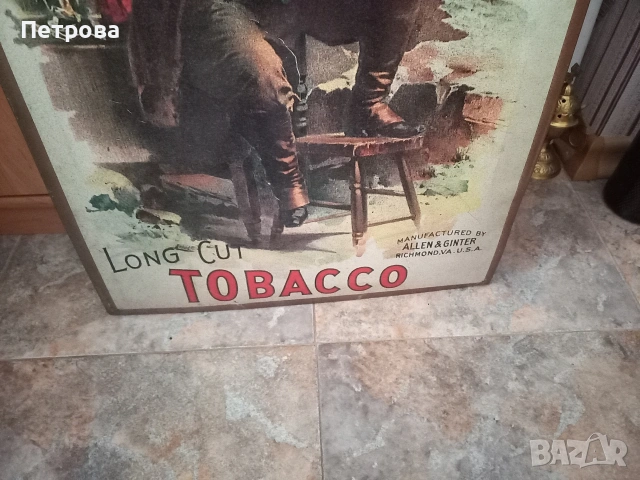 Петрова
LONG CUT
TOBACCO
MANUFACTURED BY
ALLEN & GINTER
RICHMOND, VA. U.S.A.
BAZAR